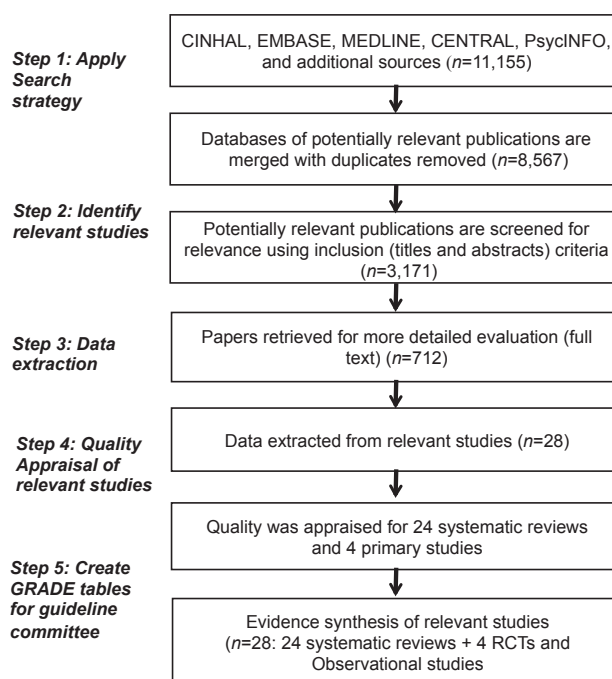 Step 1: Apply
Search
strategy
CINHAL, EMBASE, MEDLINE, CENTRAL, PsycINFO,
and additional sources (n=11,155)
Databases of potentially relevant publications are
merged with duplicates removed (n=8,567)
Step 2: Identify
relevant studies
Potentially relevant publications are screened for
relevance using inclusion (titles and abstracts) criteria
(n=3,171)
Step 3: Data
extraction
Papers retrieved for more detailed evaluation (full
text) (n=712)
Step 4: Quality
Appraisal of
relevant studies
Data extracted from relevant studies (n=28)
Quality was appraised for 24 systematic reviews
and 4 primary studies
Step 5: Create
GRADE tables
for guideline
committee
Evidence synthesis of relevant studies
(n=28: 24 systematic reviews + 4 RCTs and
Observational studies